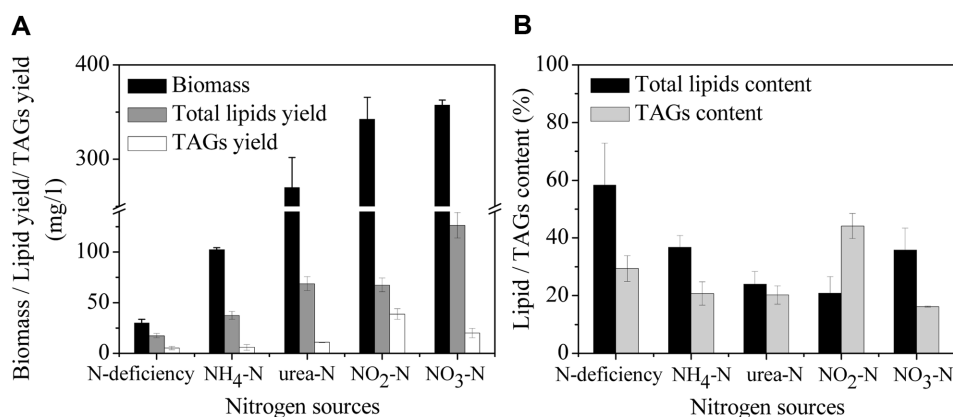 A
Biomass / Lipid yield/ TAGs yield
(mg/l)
400
300
100
50
0
Biomass
Total lipids yield
TAGs yield
N-deficiency NH4-N urea-N NO2-N NO3-N
Nitrogen sources
B
Lipid / TAGs content (%)
100
80
60
40
20
0
Total lipids content
TAGs content
N-deficiency NH4-N urea-N NO2-N NO3-N
Nitrogen sources